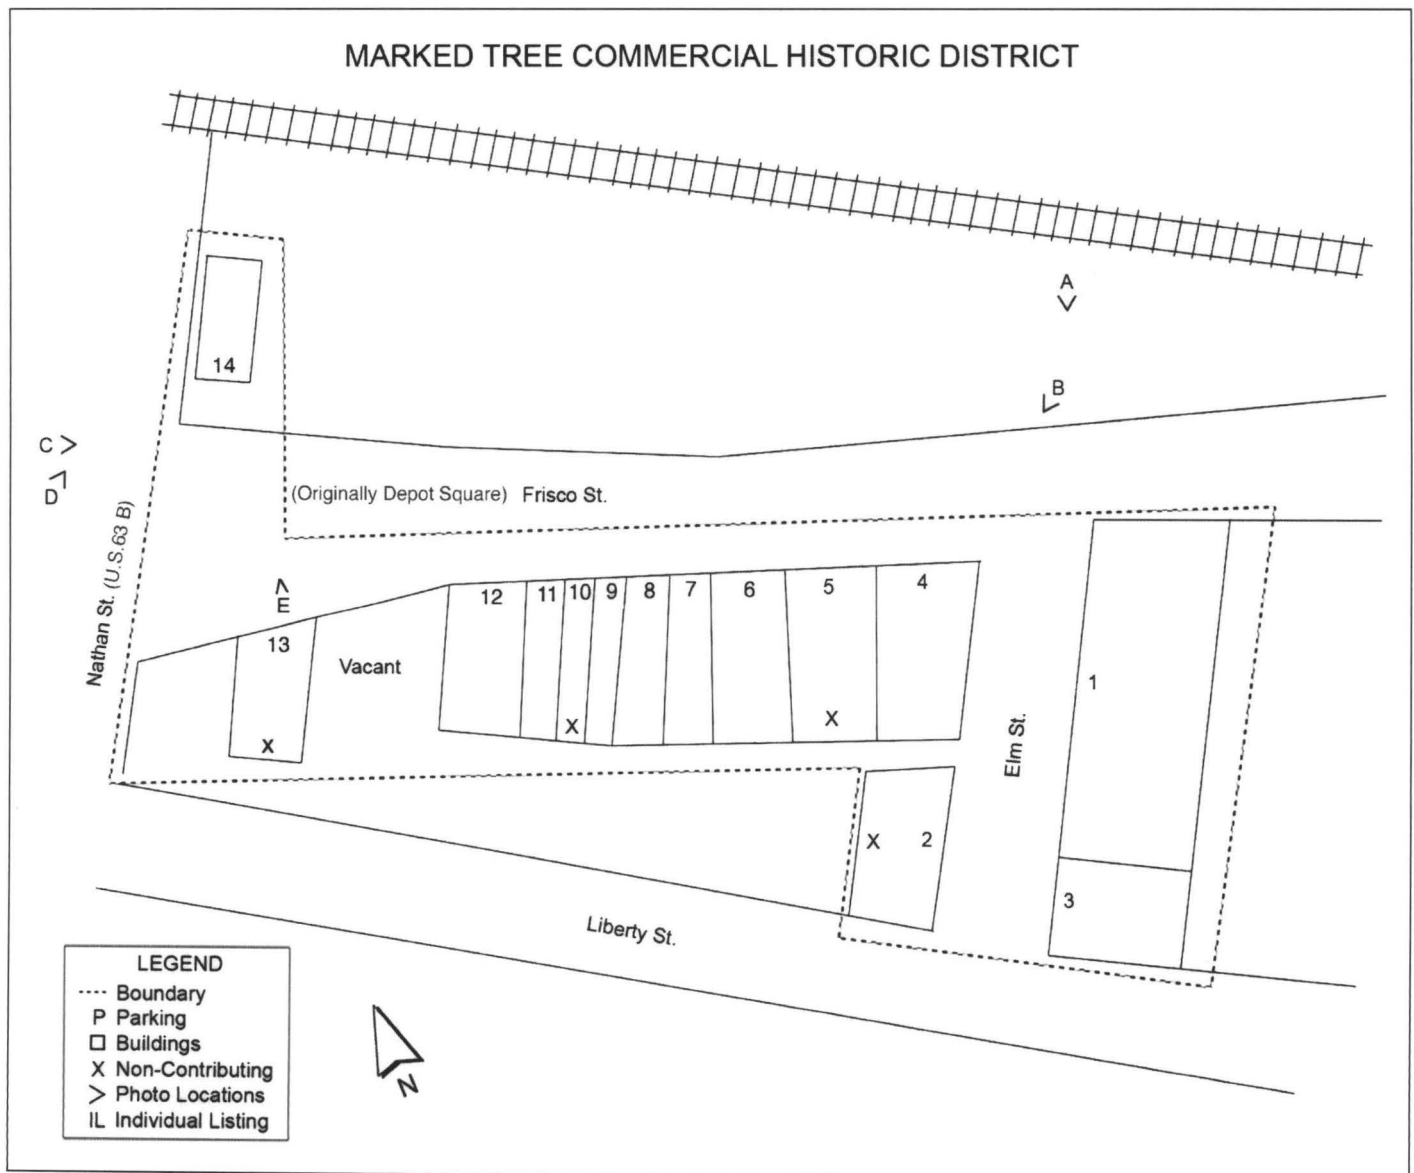 MARKED TREE COMMERCIAL HISTORIC DISTRICT
A
14
B
C
D
(Originally Depot Square) Frisco St.
Nathan St. (U.S.63 B)
E
13
Vacant
12
11
10
9
8
7
6
5
4
1
X
X
X
Elm St.
X
2
3
Liberty St.
LEGEND
---- Boundary
P Parking
Buildings
X Non-Contributing
> Photo Locations
IL Individual Listing
N